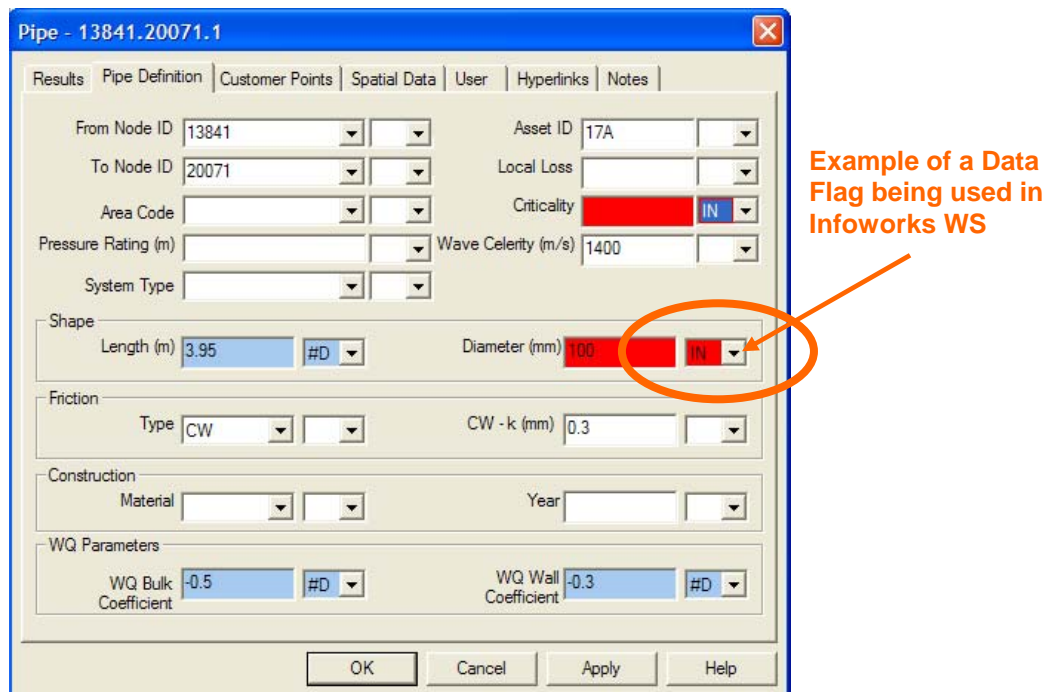 Pipe - 13841.20071.1
Results Pipe Definition Customer Points Spatial Data User Hyperlinks Notes
From Node ID 13841 Asset ID 17A
To Node ID 20071 Local Loss
Area Code Criticality IN
Pressure Rating (m) Wave Celerity (m/s) 1400
System Type
Shape
Length (m) 3.95 #D Diameter (mm) 100 IN
Friction
Type CW CW - k (mm) 0.3
Construction
Material Year
WQ Parameters
WQ Bulk Coefficient -0.5 #D WQ Wall Coefficient -0.3 #D
OK Cancel Apply Help
Example of a Data
Flag being used in
Infoworks WS